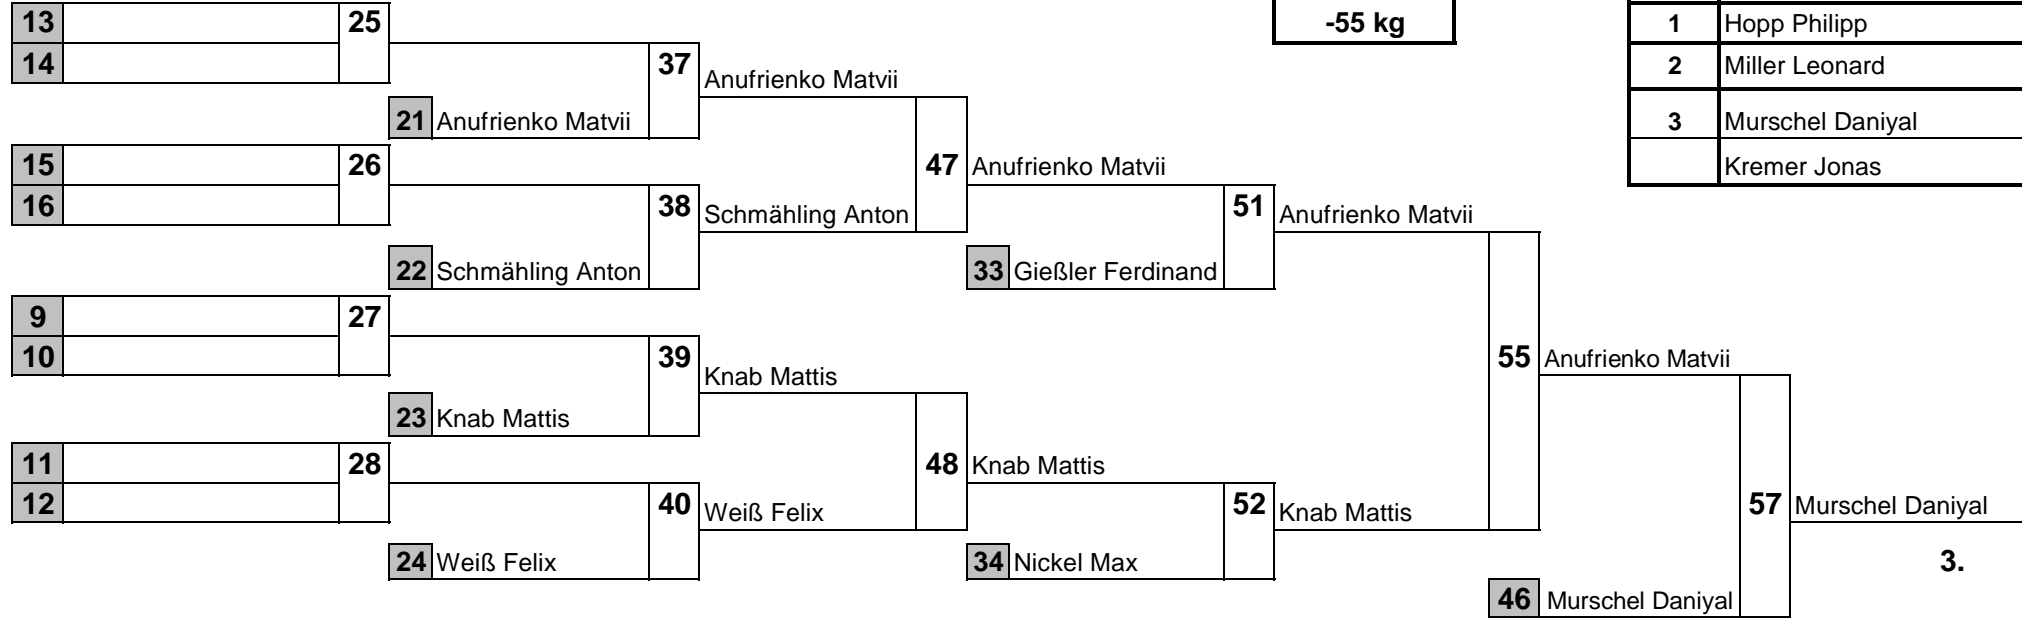 13 25 -55 kg 1 Hopp Philipp
14 37 Anufrienko Matvii 2 Miller Leonard
21 Anufrienko Matvii 3 Murschel Daniyal
15 26 47 Anufrienko Matvii Kremer Jonas
16 38 Schmähling Anton 51 Anufrienko Matvii
22 Schmähling Anton 33 Gießler Ferdinand
9 27
10 39 Knab Mattis 55 Anufrienko Matvii
23 Knab Mattis
11 28 48 Knab Mattis
12 40 Weiß Felix 52 Knab Mattis 57 Murschel Daniyal
24 Weiß Felix 34 Nickel Max 3.
46 Murschel Daniyal